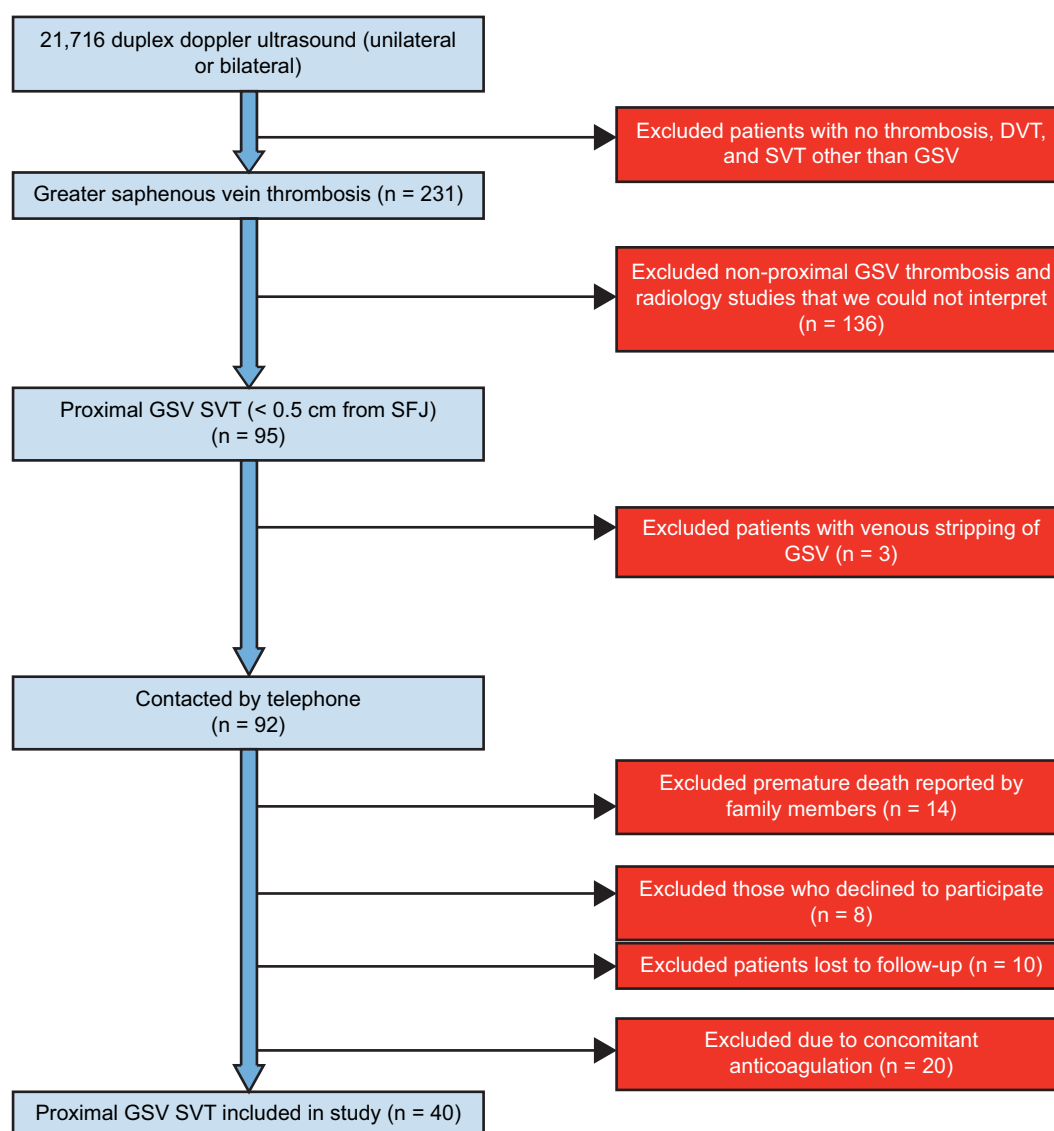 21,716 duplex doppler ultrasound (unilateral
or bilateral)
Excluded patients with no thrombosis, DVT,
and SVT other than GSV
Greater saphenous vein thrombosis (n = 231)
Excluded non-proximal GSV thrombosis and
radiology studies that we could not interpret
(n = 136)
Proximal GSV SVT (< 0.5 cm from SFJ)
(n = 95)
Excluded patients with venous stripping of
GSV (n = 3)
Contacted by telephone
(n = 92)
Excluded premature death reported by
family members (n = 14)
Excluded those who declined to participate
(n = 8)
Excluded patients lost to follow-up (n = 10)
Excluded due to concomitant
anticoagulation (n = 20)
Proximal GSV SVT included in study (n = 40)